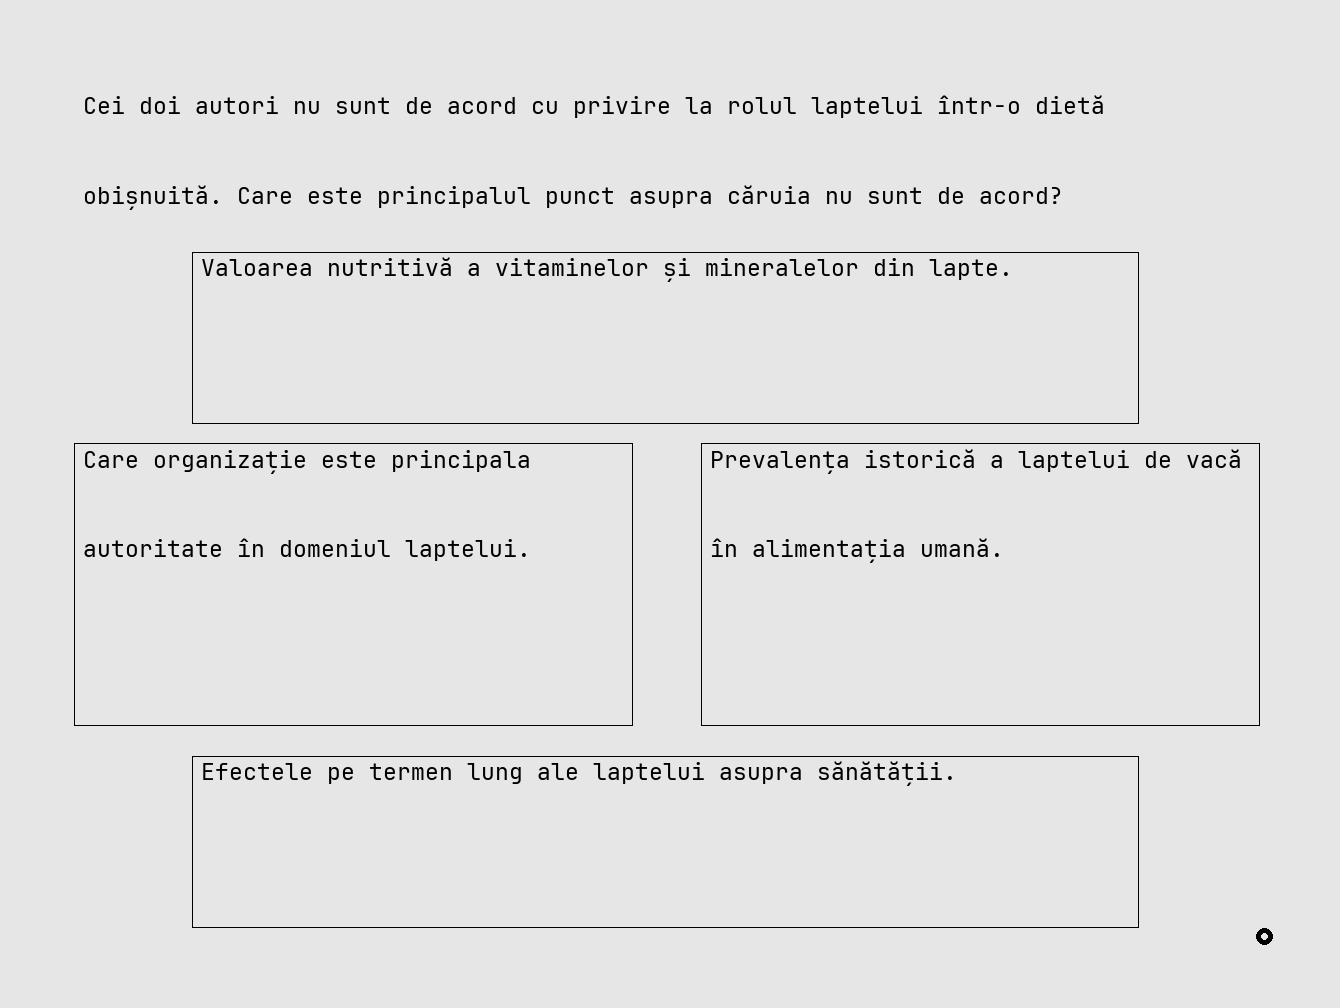 Cei doi autori nu sunt de acord cu privire la rolul laptelui într-o dietă
obișnuită. Care este principalul punct asupra căruia nu sunt de acord?
Valoarea nutritivă a vitaminelor și mineralelor din lapte.
Care organizație este principala
autoritate în domeniul laptelui.
Prevalența istorică a laptelui de vacă
în alimentația umană.
Efectele pe termen lung ale laptelui asupra sănătății.